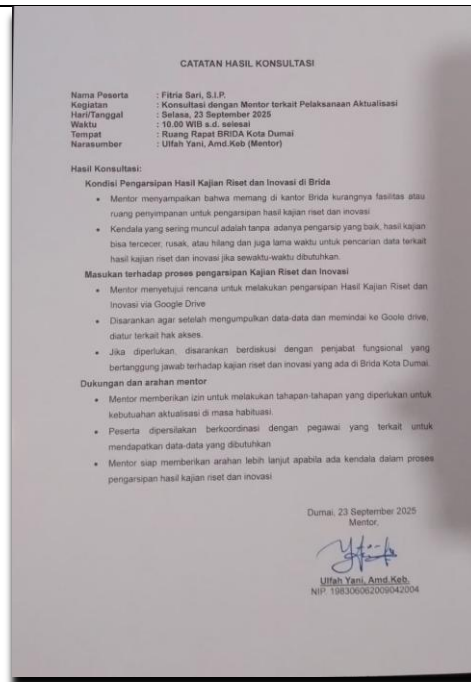 CATATAN HASIL KONSULTASI
Nama Peserta : Fitria Sari, S.I.P.
Kegiatan : Konsultasi dengan Mentor terkait Pelaksanaan Aktualisasi
Hari/Tanggal : Selasa, 23 September 2025
Waktu : 10.00 WIB s.d. selesai
Tempat : Ruang Rapat BRIDA Kota Dumai
Narasumber : Ulfah Yani, Amd.Keb (Mentor)
Hasil Konsultasi:
Kondisi Pengarsipan Hasil Kajian Riset dan Inovasi di Brida
• Mentor menyampaikan bahwa memang di kantor Brida kurangnya fasilitas atau
ruang penyimpanan untuk pengarsipan hasil kajian riset dan inovasi
• Kendala yang sering muncul adalah tanpa adanya pengarsip yang baik, hasil kajian
bisa tercecer, rusak, atau hilang dan juga lama waktu untuk pencarian data terkait
hasil kajian riset dan inovasi jika sewaktu-waktu dibutuhkan.
Masukan terhadap proses pengarsipan Kajian Riset dan Inovasi
• Mentor menyetujui rencana untuk melakukan pengarsipan Hasil Kajian Riset dan
Inovasi via Google Drive
• Disarankan agar setelah mengumpulkan data-data dan memindai ke Goole drive,
diatur terkait hak akses.
• Jika diperlukan, disarankan berdiskusi dengan penjabat fungsional yang
bertanggung jawab terhadap kajian riset dan inovasi yang ada di Brida Kota Dumai.
Dukungan dan arahan mentor
• Mentor memberikan izin untuk malakukan tahapan-tahapan yang diperlukan untuk
kebutuahan aktualisasi di masa habituasi.
• Peserta dipersilakan berkoordinasi dengan pegawai yang terkait untuk
mendapatkan data-data yang dibutuhkan
• Mentor siap memberikan arahan lebih lanjut apabila ada kendala dalam proses
pengarsipan hasil kajian riset dan inovasi
Dumai, 23 September 2025
Mentor,
Ulfah Yani, Amd.Keb.
NIP. 198306062009042004